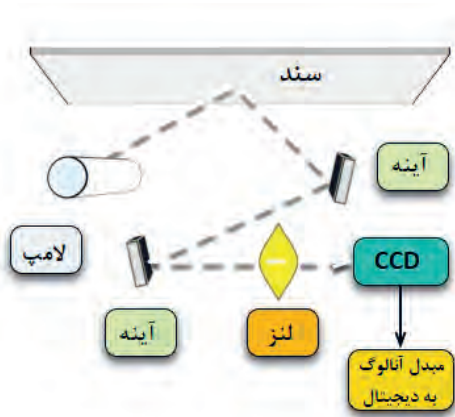 سند
آینه
لامپ
CCD
آینه
لنز
مبدل آنالوگ
به دیجیتال